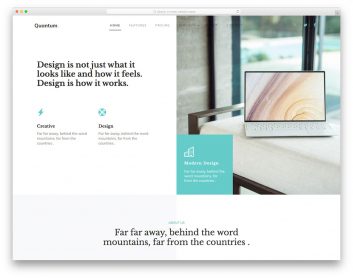 Quantum
HOME FEATURES PRICING
Design is not just what it
looks like and how it feels.
Design is how it works.
Creative
Far far away, behind the word
mountains, far from the
countries .
Design
Far far away, behind the word
mountains, far from the
countries .
Modern Design
Far far away, behind the word
mountains, far from the
countries .
ABOUT US
Far far away, behind the word
mountains, far from the countries .